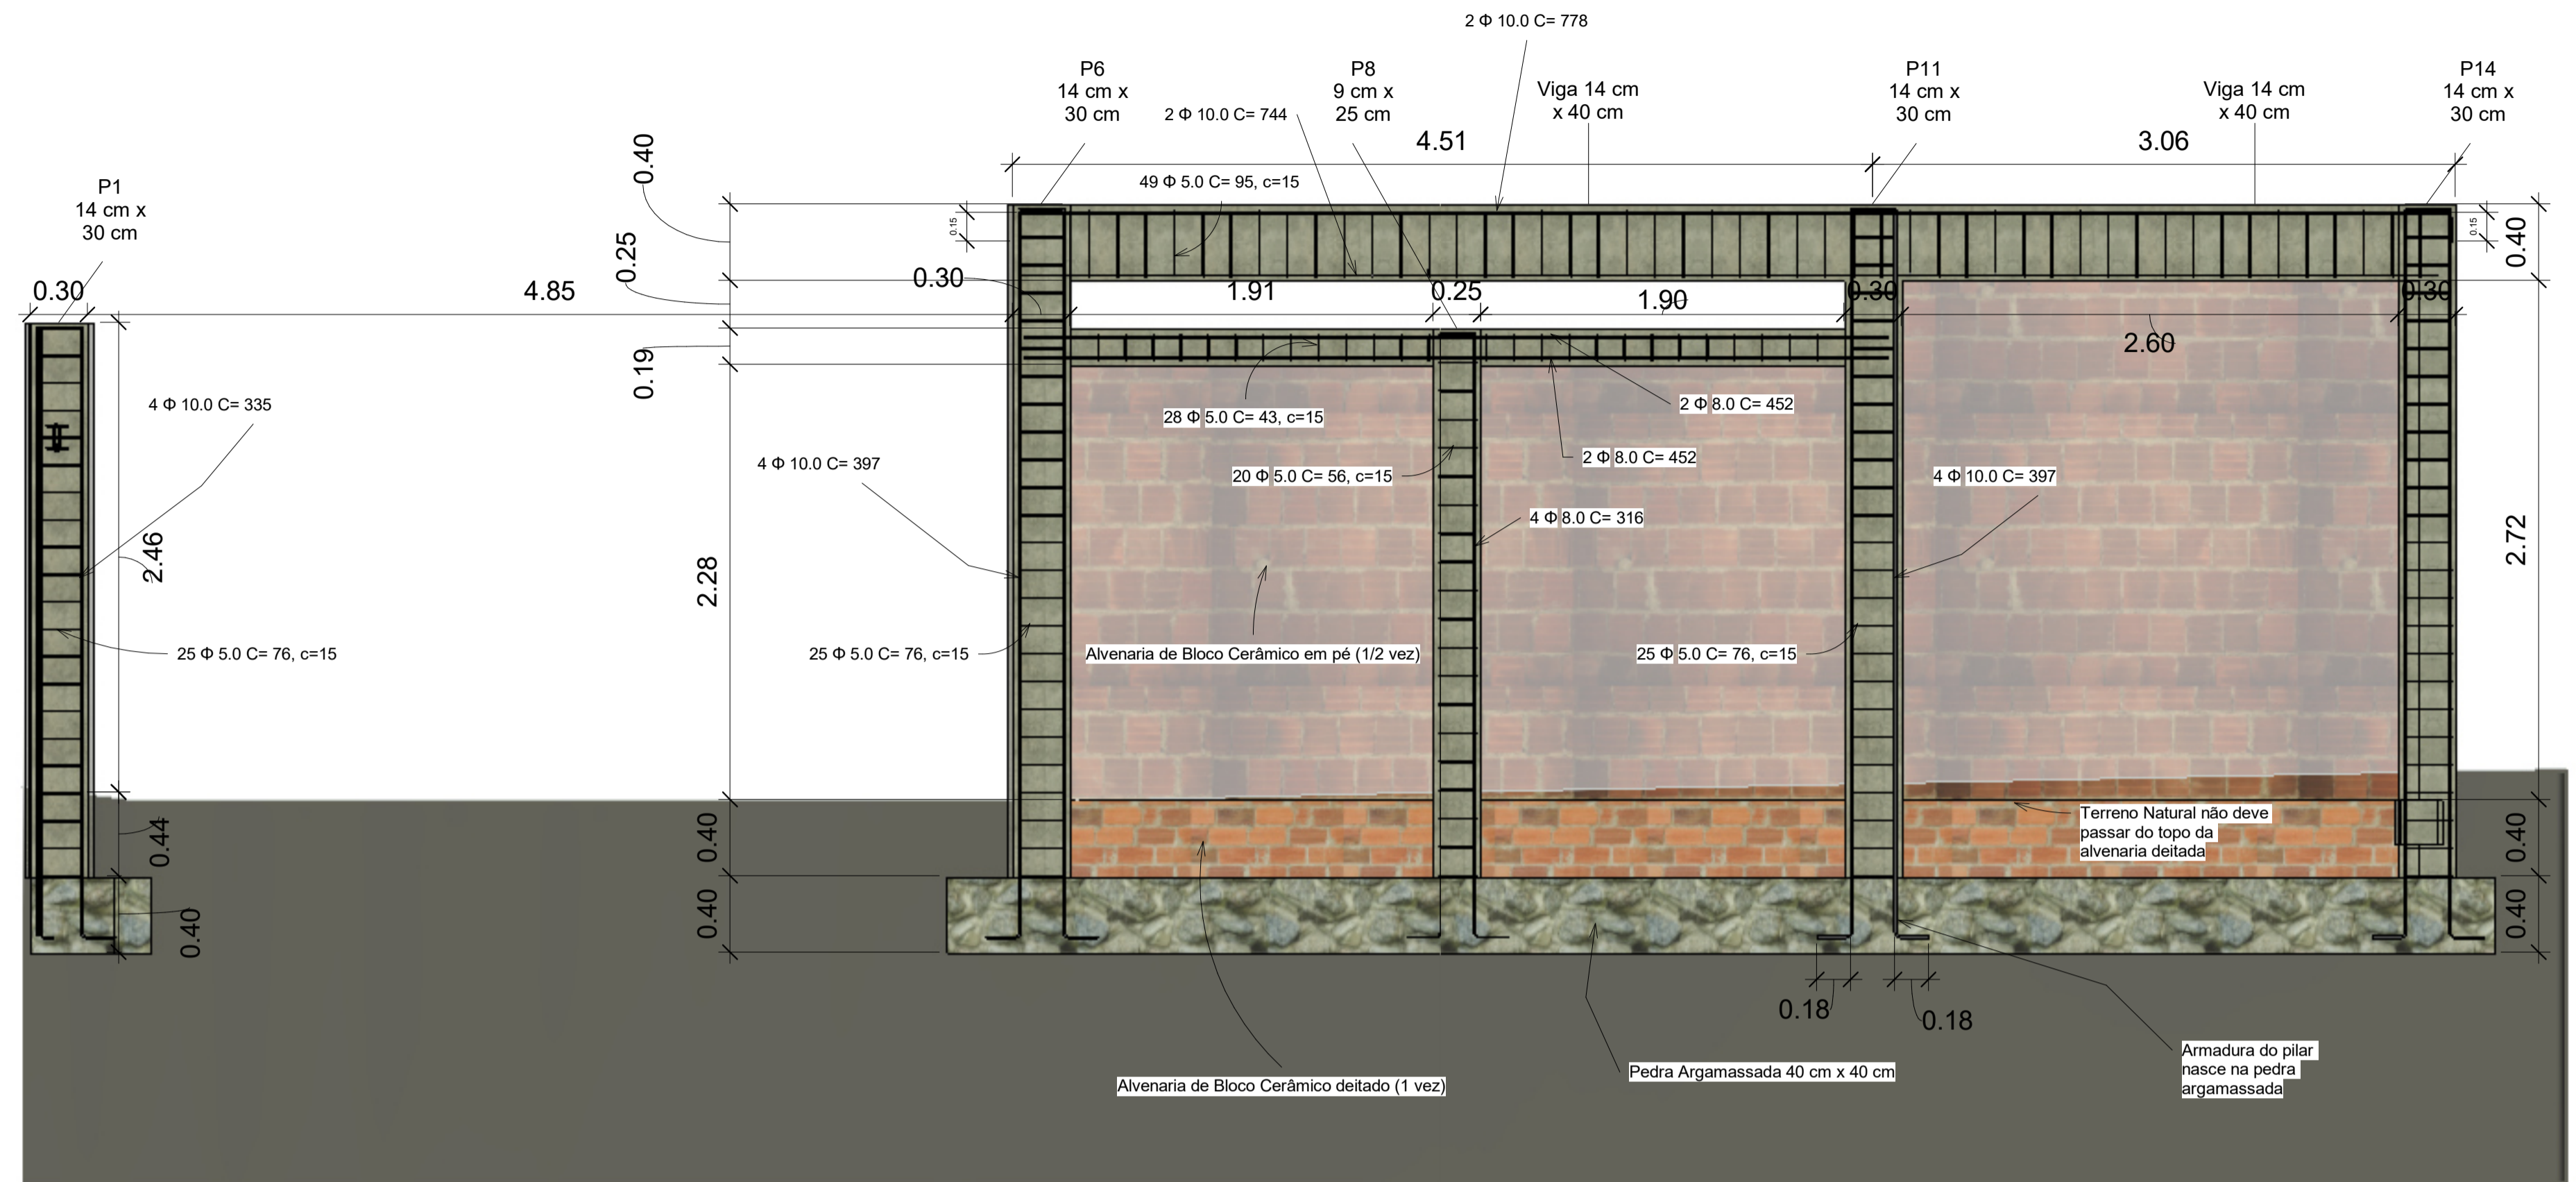 2 Φ 10.0 C= 778
P6
14 cm x
30 cm
P8
9 cm x
25 cm
Viga 14 cm
x 40 cm
P11
14 cm x
30 cm
Viga 14 cm
x 40 cm
P14
14 cm x
30 cm
2 Φ 10.0 C= 744
4.51
3.06
0.40
P1
14 cm x
30 cm
49 Φ 5.0 C= 95, c=15
0.15
0.15
0.40
0.25
0.30
4.85
0.30
1.91
0.25
1.90
0.30
0.30
2.60
0.19
4 Φ 10.0 C= 335
28 Φ 5.0 C= 43, c=15
2 Φ 8.0 C= 452
2 Φ 8.0 C= 452
4 Φ 10.0 C= 397
20 Φ 5.0 C= 56, c=15
4 Φ 10.0 C= 397
4 Φ 8.0 C= 316
2.46
2.28
2.72
25 Φ 5.0 C= 76, c=15
25 Φ 5.0 C= 76, c=15
Alvenaria de Bloco Cerâmico em pé (1/2 vez)
25 Φ 5.0 C= 76, c=15
Terreno Natural não deve
passar do topo da
alvenaria deitada
0.44
0.40
0.40
0.40
0.40
0.40
0.18
0.18
Armadura do pilar
nasce na pedra
argamassada
Pedra Argamassada 40 cm x 40 cm
Alvenaria de Bloco Cerâmico deitado (1 vez)